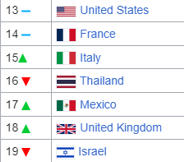 13 United States
14 France
15 Italy
16 Thailand
17 Mexico
18 United Kingdom
19 Israel